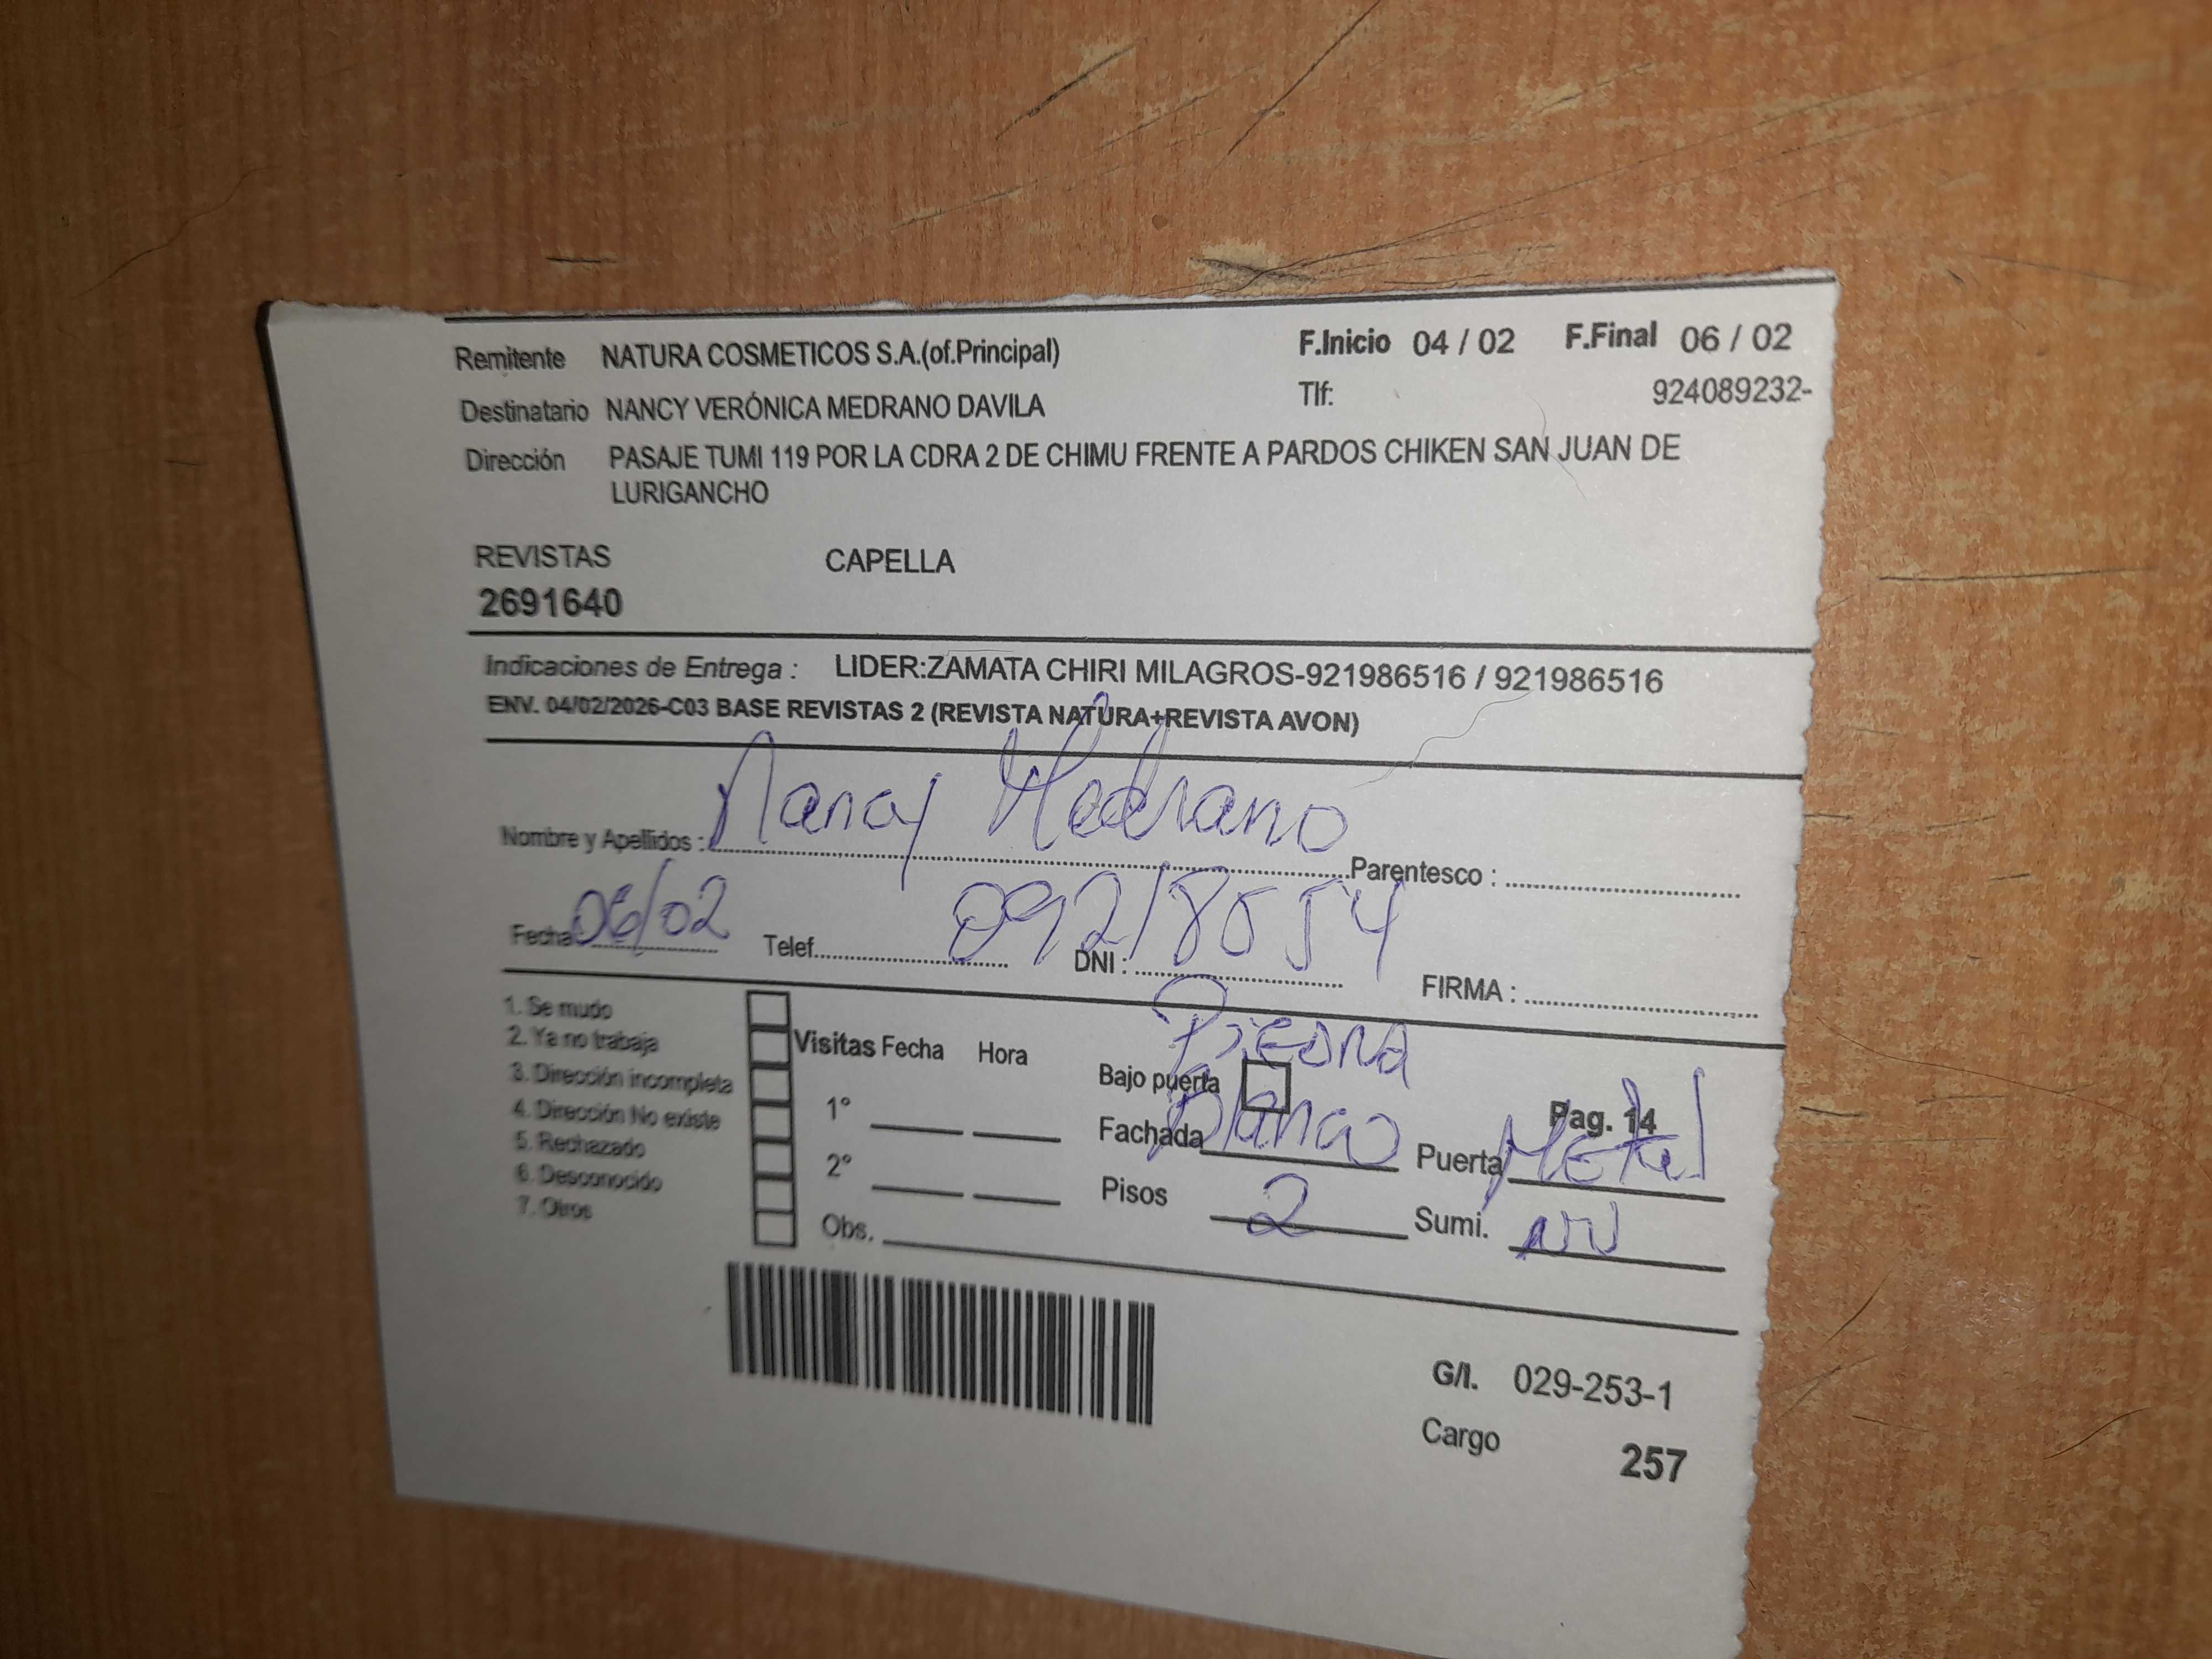 Remitente NATURA COSMETICOS S.A.(of.Principal) F.Inicio 04 / 02 F.Final 06 / 02
Destinatario NANCY VERÓNICA MEDRANO DAVILA Tlf: 924089232-
Dirección PASAJE TUMI 119 POR LA CDRA 2 DE CHIMU FRENTE A PARDOS CHIKEN SAN JUAN DE
LURIGANCHO
REVISTAS CAPELLA
2691640
Indicaciones de Entrega : LIDER:ZAMATA CHIRI MILAGROS-921986516 / 921986516
ENV. 04/02/2026-C03 BASE REVISTAS 2 (REVISTA NATURA+REVISTA AVON)
Nombre y Apellidos : Nancy Medrano Parentesco :
Fecha 06/02 Telef. DNI : FIRMA :
1. Se mudo
2. Ya no trabaja
3. Dirección incompleta
4. Dirección No existe
5. Rechazado
6. Desconocido
7. Otros
Visitas Fecha Hora
1°
2°
Obs.
Bajo puerta
Pag. 14
Fachada Blanco Puerta Metal
Pisos 2 Sumi.
G/I. 029-253-1
Cargo 257